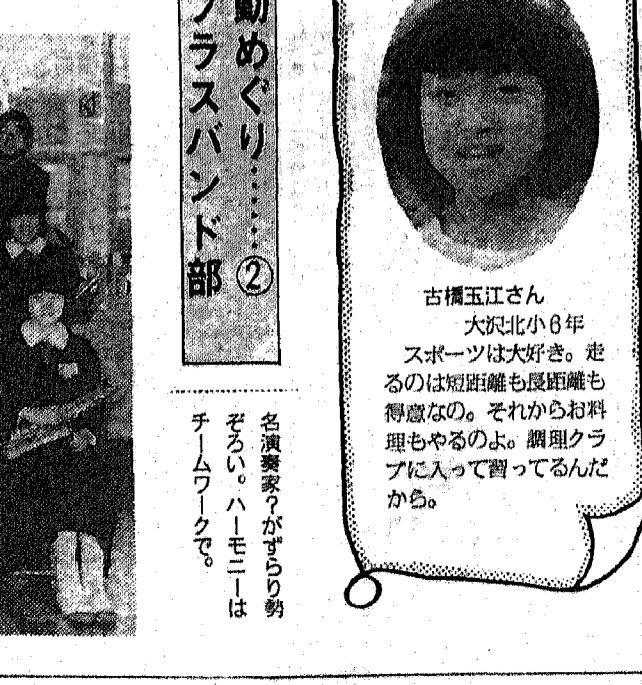 古橋玉江さん
大沢北小6年
スポーツは大好き。走
るのは短距離も長距離も
得意なの。それからお料
理もやるのよ。調理クラ
ブに入って習ってるんだ
から。
動めぐり………②
ブラスバンド部
名演奏家？がずらり勢
ぞろい。ハーモニーは
チームワークで。